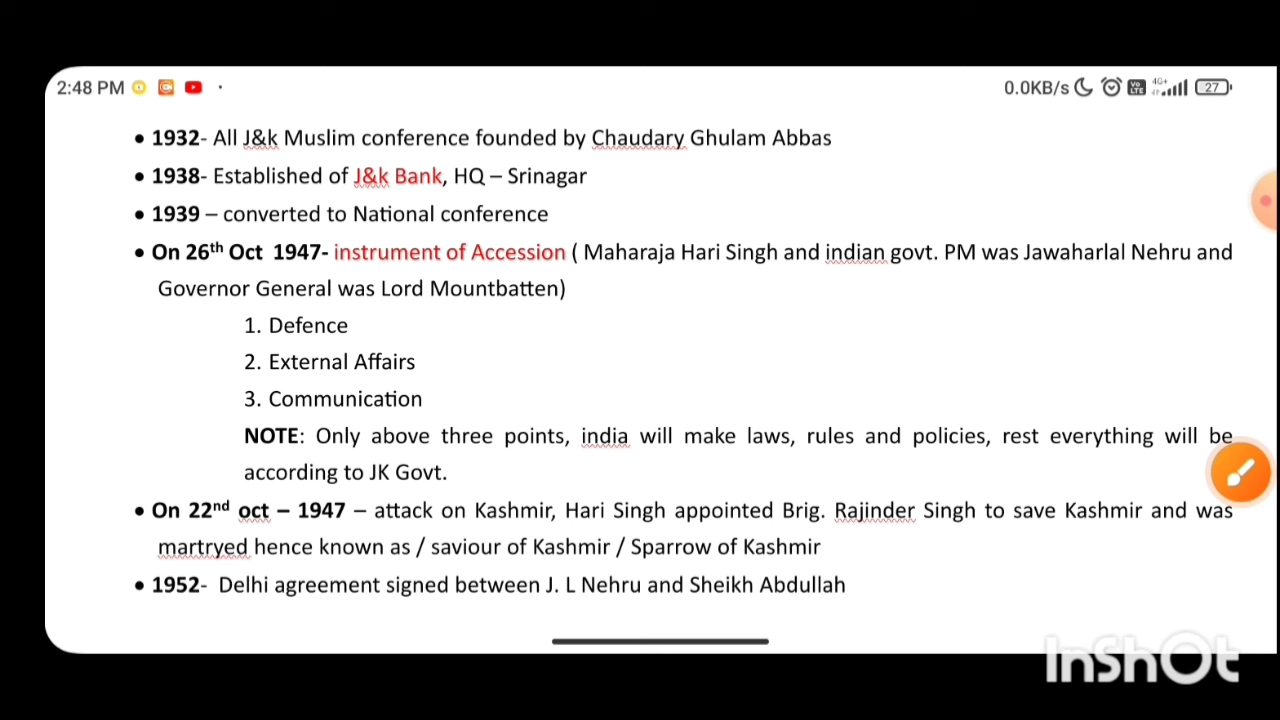 2:48 PM
0.0KB/s
Vo LTE
4G+
27
• 1932- All J&k Muslim conference founded by Chaudary Ghulam Abbas
• 1938- Established of J&k Bank, HQ – Srinagar
• 1939 – converted to National conference
• On 26th Oct 1947- instrument of Accession ( Maharaja Hari Singh and indian govt. PM was Jawaharlal Nehru and
Governor General was Lord Mountbatten)
1. Defence
2. External Affairs
3. Communication
NOTE: Only above three points, india will make laws, rules and policies, rest everything will be
according to JK Govt.
• On 22nd oct – 1947 – attack on Kashmir, Hari Singh appointed Brig. Rajinder Singh to save Kashmir and was
martryed hence known as / saviour of Kashmir / Sparrow of Kashmir
• 1952- Delhi agreement signed between J. L Nehru and Sheikh Abdullah
InShOt